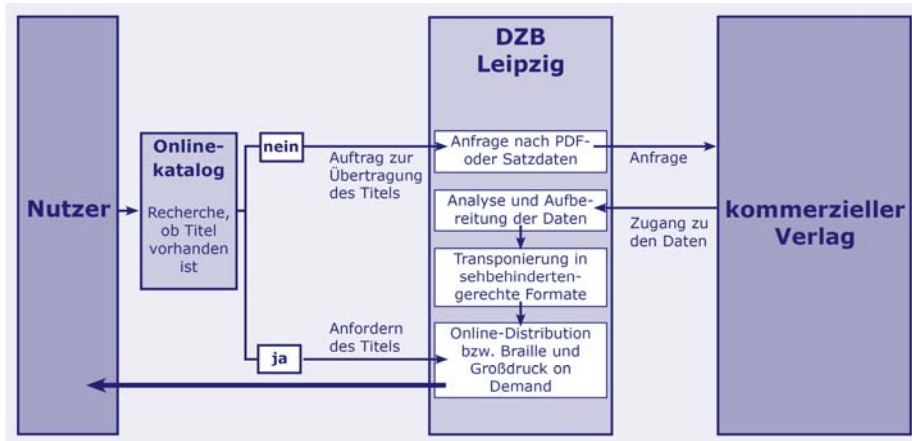 Nutzer
Online-
katalog
Recherche,
ob Titel
vorhanden
ist
nein
Auftrag zur
Übertragung
des Titels
ja
Anfordern
des Titels
DZB
Leipzig
Anfrage nach PDF-
oder Satzdaten
Analyse und Aufbe-
reitung der Daten
Transponierung in
sehbehinderten-
gerechte Formate
Online-Distribution
bzw. Braille und
Großdruck on
Demand
Anfrage
Zugang zu
den Daten
kommerzieller
Verlag